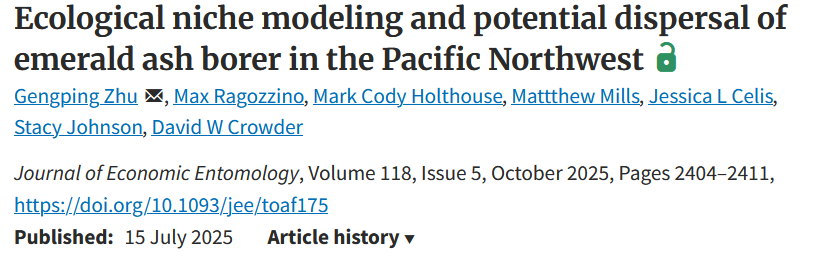 Ecological niche modeling and potential dispersal of
emerald ash borer in the Pacific Northwest
Gengping Zhu, Max Ragozzino, Mark Cody Holthouse, Mattthew Mills, Jessica L Celis,
Stacy Johnson, David W Crowder
Journal of Economic Entomology, Volume 118, Issue 5, October 2025, Pages 2404–2411,
https://doi.org/10.1093/jee/toaf175
Published: 15 July 2025 Article history ▾